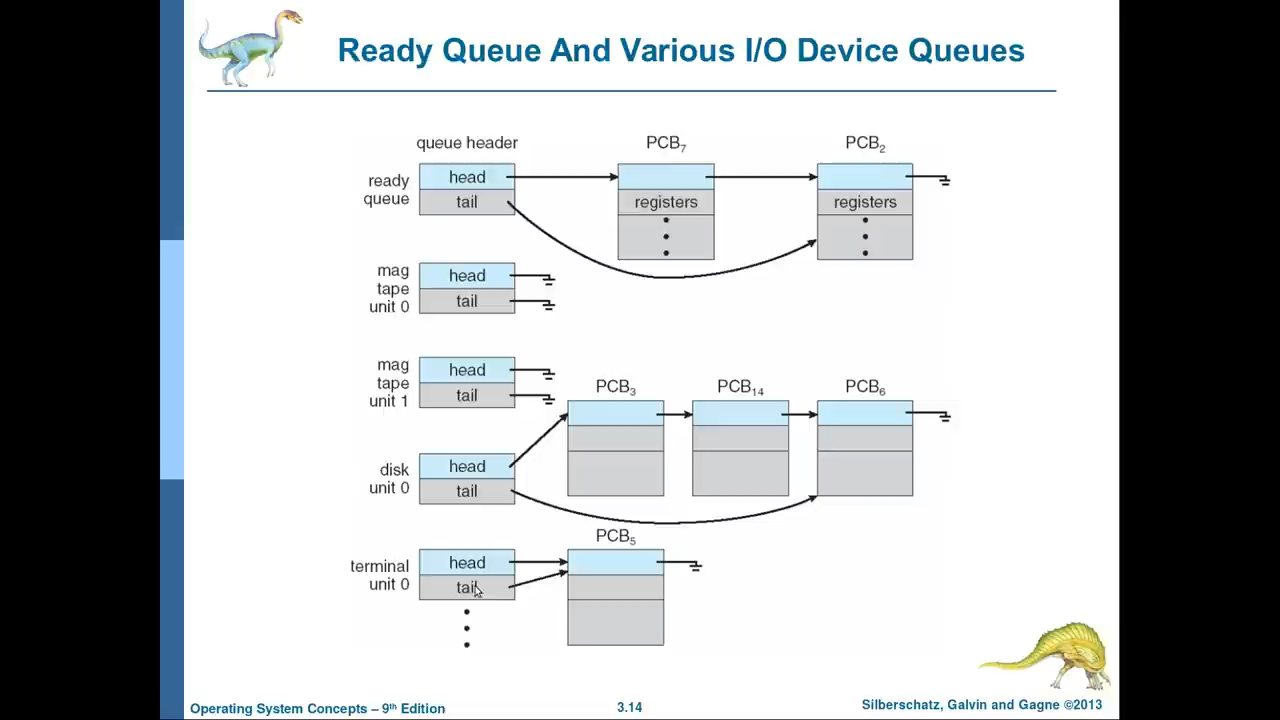 Ready Queue And Various I/O Device Queues
queue header
PCB7
PCB2
ready
queue
head
tail
registers
registers
mag
tape
unit 0
head
tail
mag
tape
unit 1
head
tail
PCB3
PCB14
PCB6
disk
unit 0
head
tail
PCB5
terminal
unit 0
head
tail
Operating System Concepts – 9th Edition
3.14
Silberschatz, Galvin and Gagne ©2013